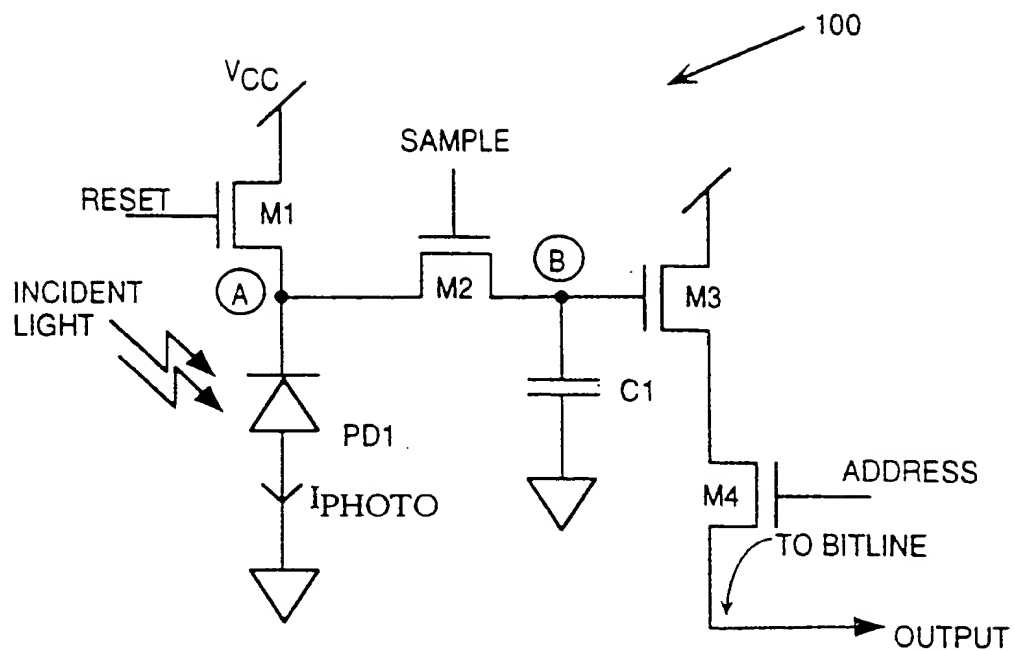 100
VCC
SAMPLE
RESET
M1
B
A
M2
M3
INCIDENT
LIGHT
C1
PD1
ADDRESS
M4
IPHOTO
TO BITLINE
OUTPUT